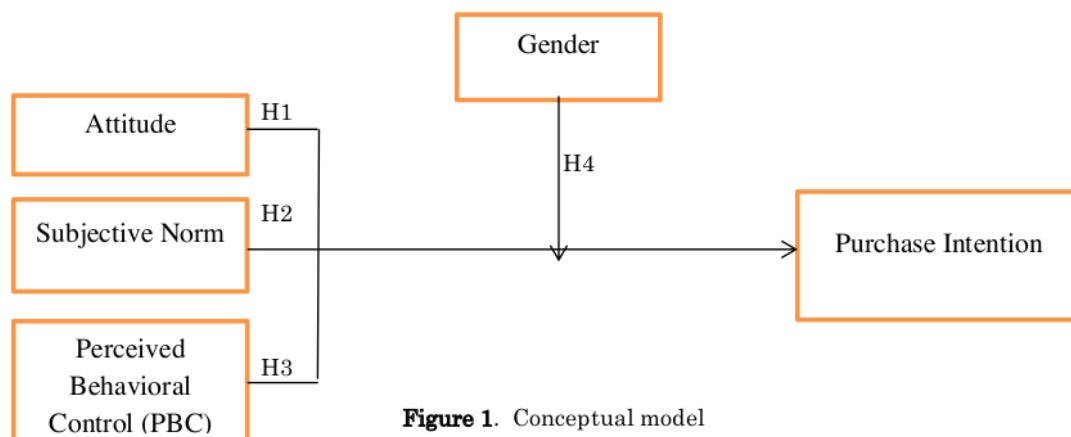 Gender
H1
Attitude
H4
H2
Subjective Norm
Purchase Intention
Perceived
Behavioral
Control (PBC)
H3
Figure 1. Conceptual model